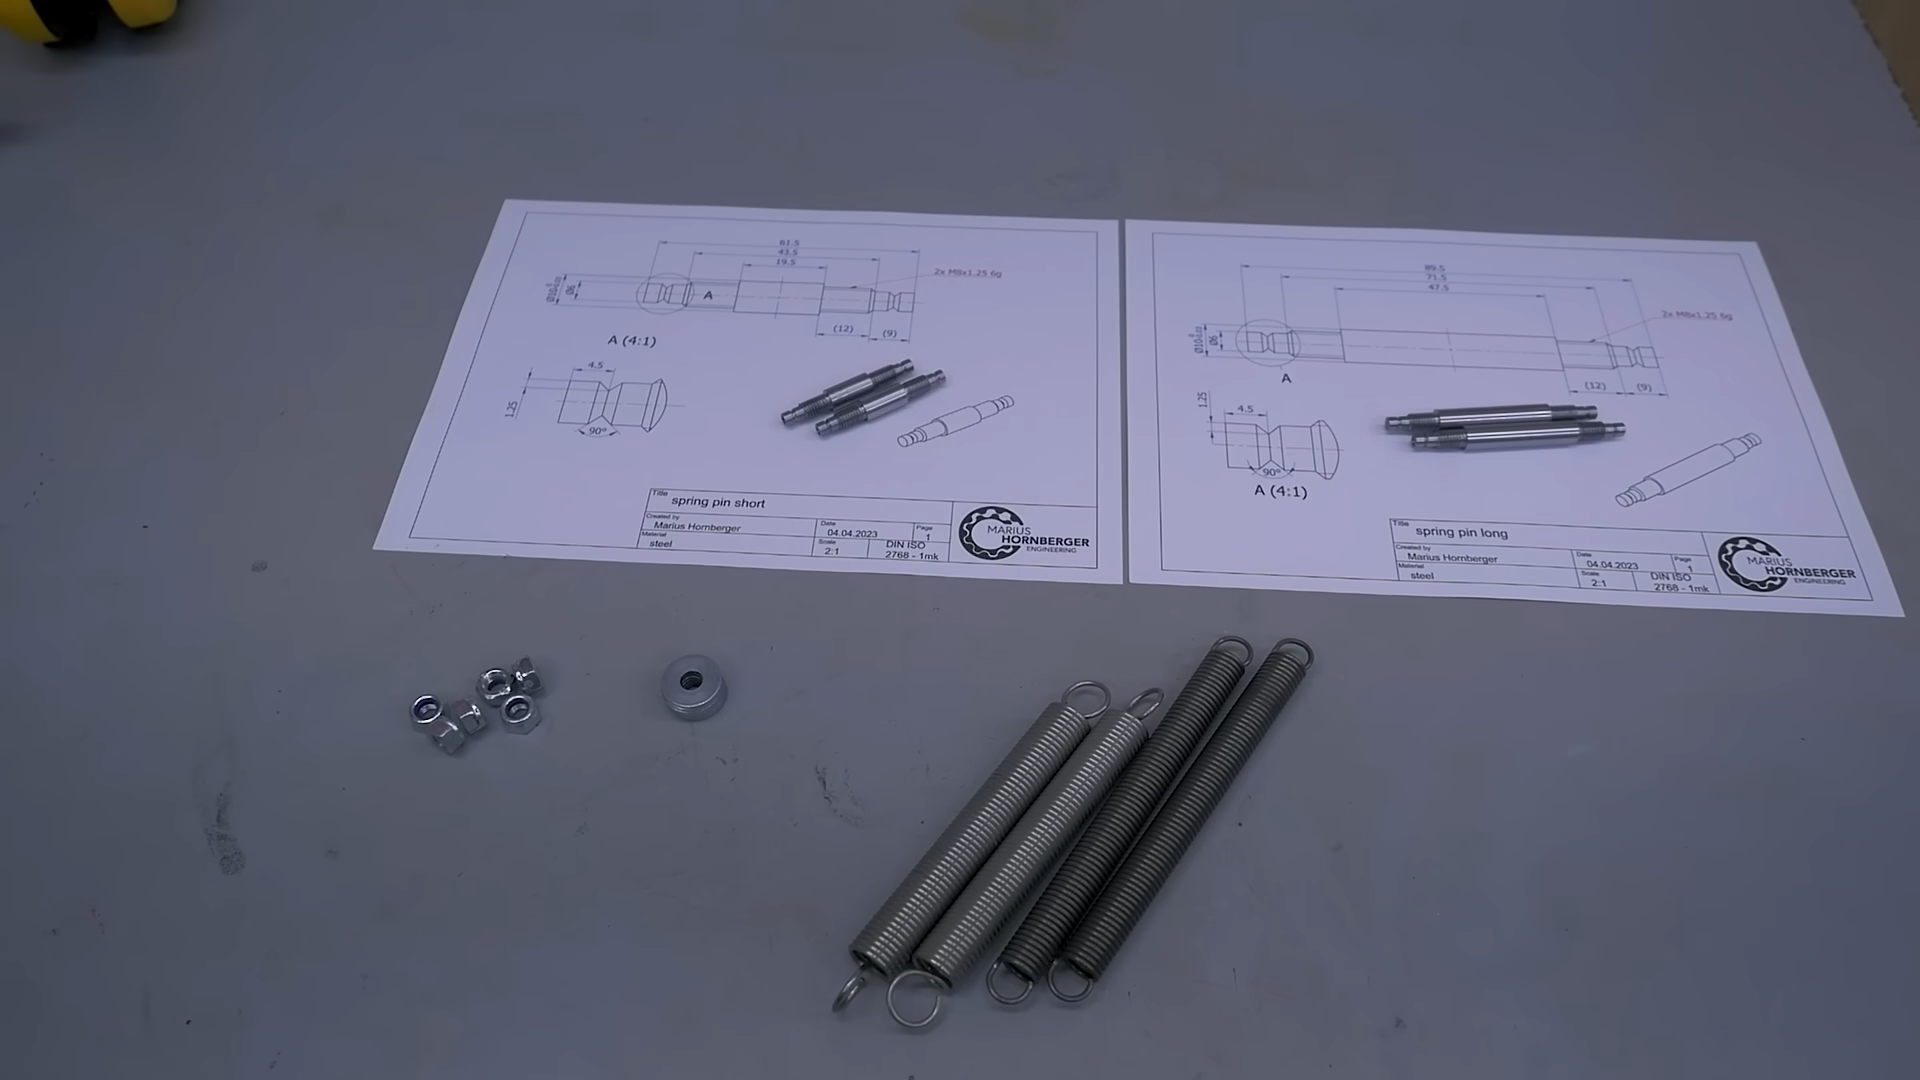 61.5
43.5
19.5
2x M8x1.25 6g
Ø6
A
(12)
(9)
A (4:1)
4.5
1.25
90°
Title
spring pin short
Created by
Marius Hornberger
Date
04.04.2023
Page
1
Material
steel
Scale
2:1
DIN ISO
2768 - 1mk
MARIUS
HORNBERGER
ENGINEERING
89.5
71.5
47.5
2x M8x1.25 6g
Ø6
A
(12)
(9)
1.25
4.5
90°
A (4:1)
Title
spring pin long
Created by
Marius Hornberger
Date
04.04.2023
Page
1
Material
steel
Scale
2:1
DIN ISO
2768 - 1mk
MARIUS
HORNBERGER
ENGINEERING